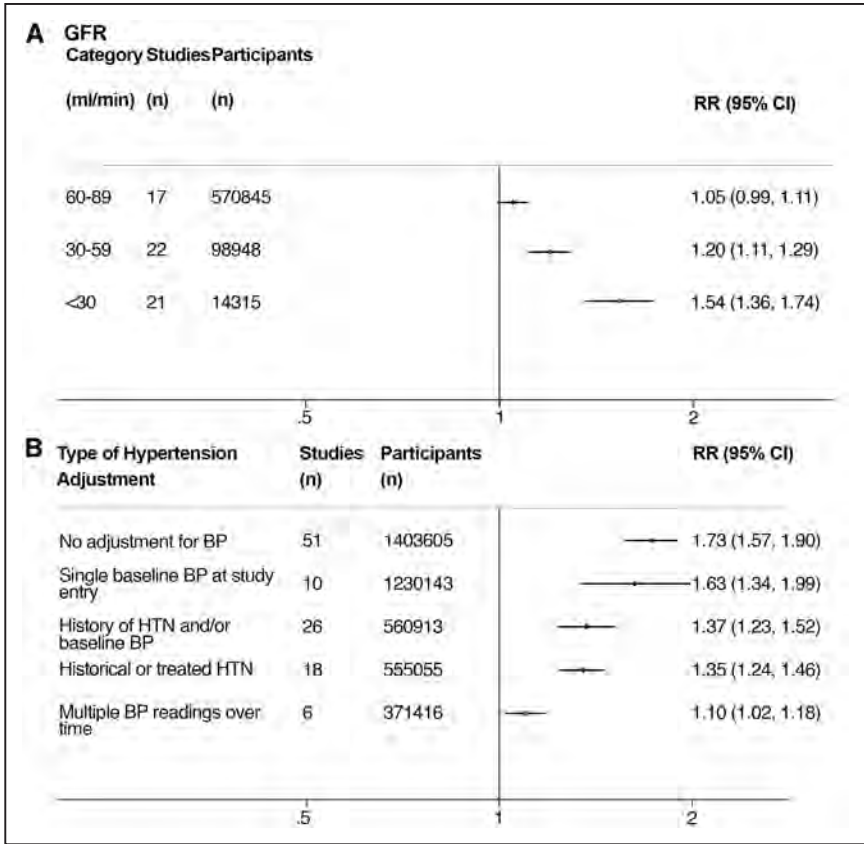 A GFR
Category Studies Participants
(ml/min) (n) (n)
RR (95% CI)
60-89 17 570845 1.05 (0.99, 1.11)
30-59 22 98948 1.20 (1.11, 1.29)
<30 21 14315 1.54 (1.36, 1.74)
.5 1 2
B Type of Hypertension Studies Participants RR (95% CI)
Adjustment (n) (n)
No adjustment for BP 51 1403605 1.73 (1.57, 1.90)
Single baseline BP at study
entry 10 1230143 1.63 (1.34, 1.99)
History of HTN and/or
baseline BP 26 560913 1.37 (1.23, 1.52)
Historical or treated HTN 18 555055 1.35 (1.24, 1.46)
Multiple BP readings over
time 6 371416 1.10 (1.02, 1.18)
.5 1 2